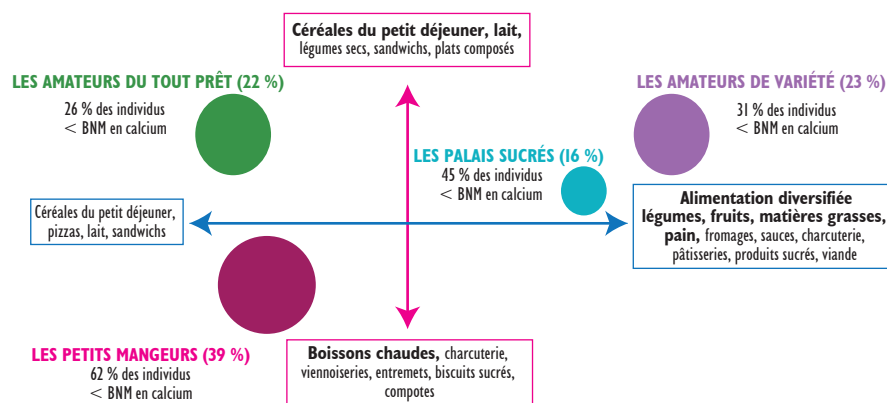 Céréales du petit déjeuner, lait,
légumes secs, sandwichs, plats composés
LES AMATEURS DU TOUT PRÊT (22 %)
26 % des individus
< BNM en calcium
LES AMATEURS DE VARIÉTÉ (23 %)
31 % des individus
< BNM en calcium
LES PALAIS SUCRÉS (16 %)
45 % des individus
< BNM en calcium
Céréales du petit déjeuner,
pizzas, lait, sandwichs
Alimentation diversifiée
légumes, fruits, matières grasses,
pain, fromages, sauces, charcuterie,
pâtisseries, produits sucrés, viande
LES PETITS MANGEURS (39 %)
62 % des individus
< BNM en calcium
Boissons chaudes, charcuterie,
viennoiseries, entremets, biscuits sucrés,
compotes